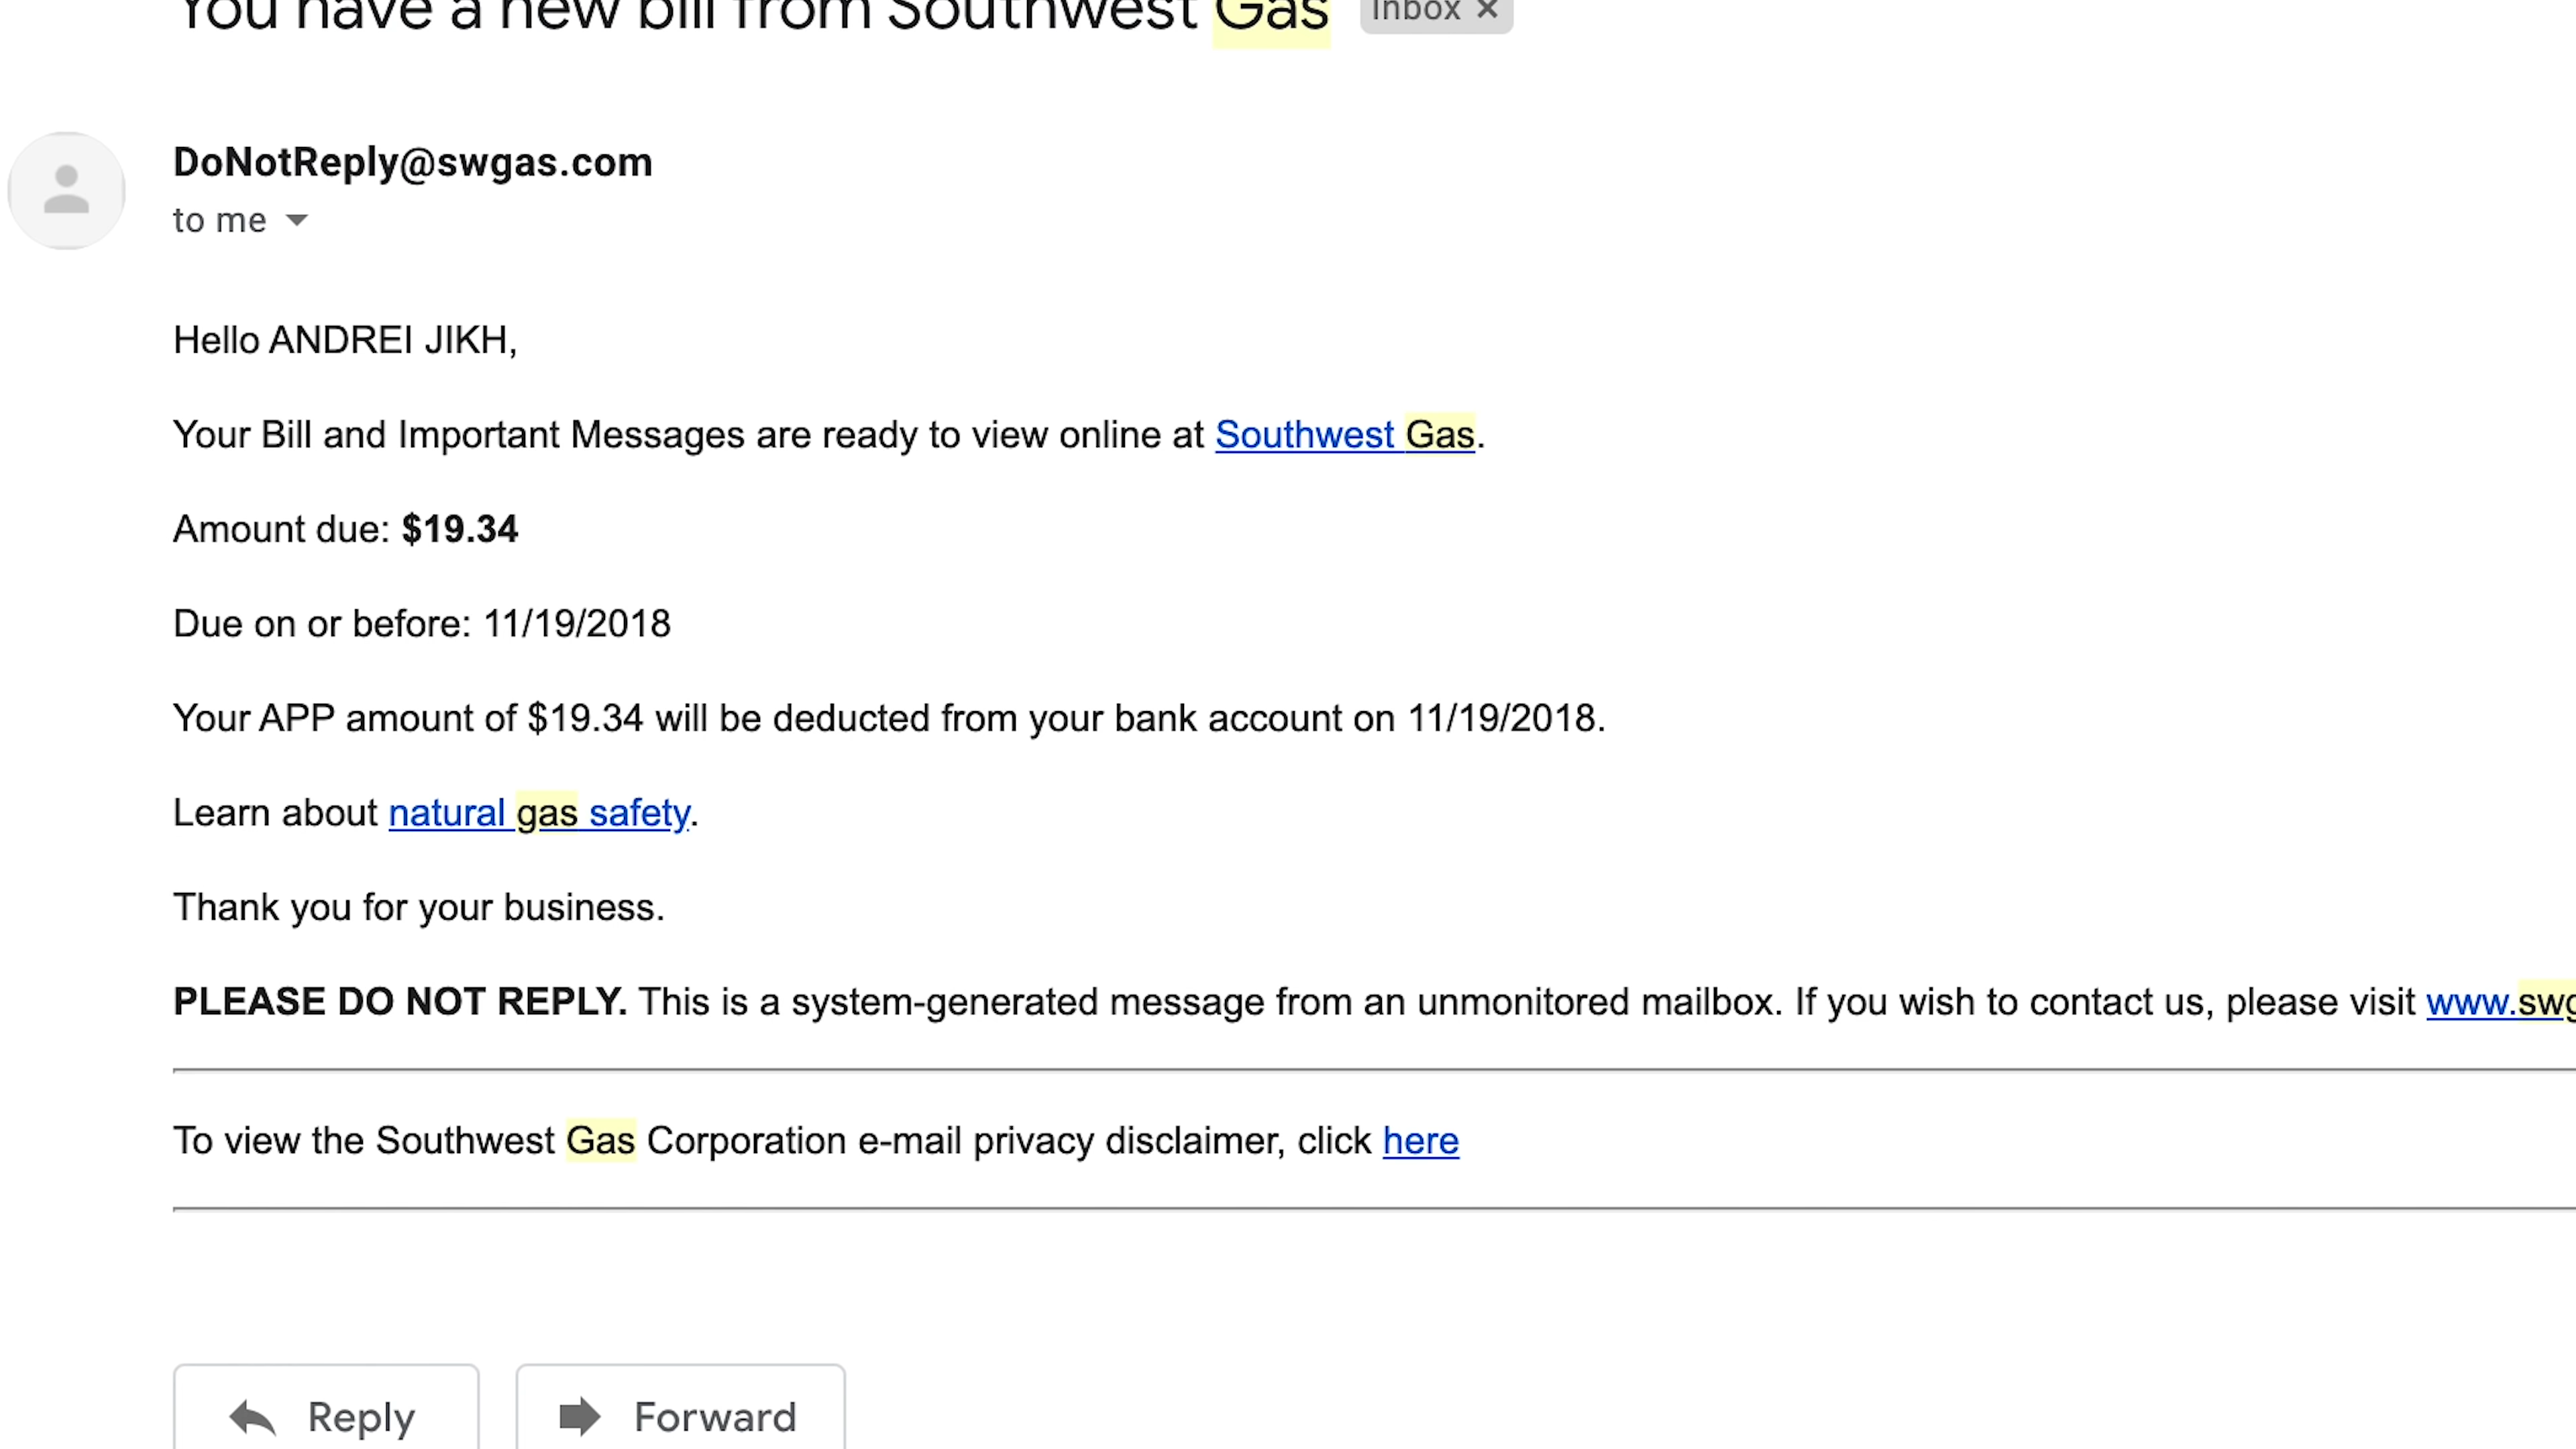 You have a new bill from Southwest Gas Inbox ×
DoNotReply@swgas.com
to me
Hello ANDREI JIKH,
Your Bill and Important Messages are ready to view online at Southwest Gas.
Amount due: $19.34
Due on or before: 11/19/2018
Your APP amount of $19.34 will be deducted from your bank account on 11/19/2018.
Learn about natural gas safety.
Thank you for your business.
PLEASE DO NOT REPLY. This is a system-generated message from an unmonitored mailbox. If you wish to contact us, please visit www.swg
To view the Southwest Gas Corporation e-mail privacy disclaimer, click here
Reply Forward